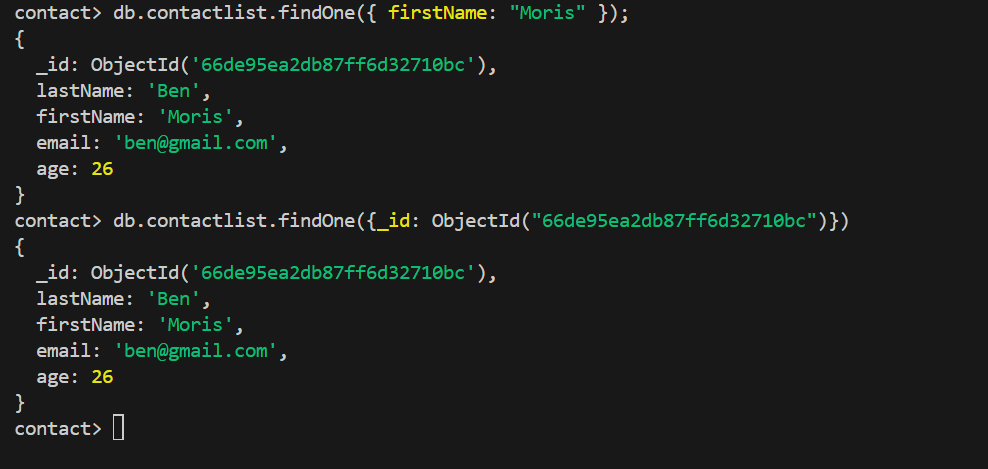 contact> db.contactlist.findOne({ firstName: "Moris" });
{
  _id: ObjectId('66de95ea2db87ff6d32710bc'),
  lastName: 'Ben',
  firstName: 'Moris',
  email: 'ben@gmail.com',
  age: 26
}
contact> db.contactlist.findOne({_id: ObjectId("66de95ea2db87ff6d32710bc")})
{
  _id: ObjectId('66de95ea2db87ff6d32710bc'),
  lastName: 'Ben',
  firstName: 'Moris',
  email: 'ben@gmail.com',
  age: 26
}
contact>